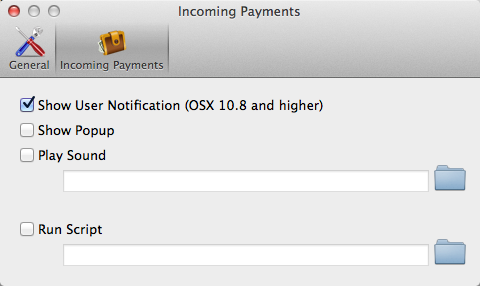 Incoming Payments
General
Incoming Payments
Show User Notification (OSX 10.8 and higher)
Show Popup
Play Sound
Run Script